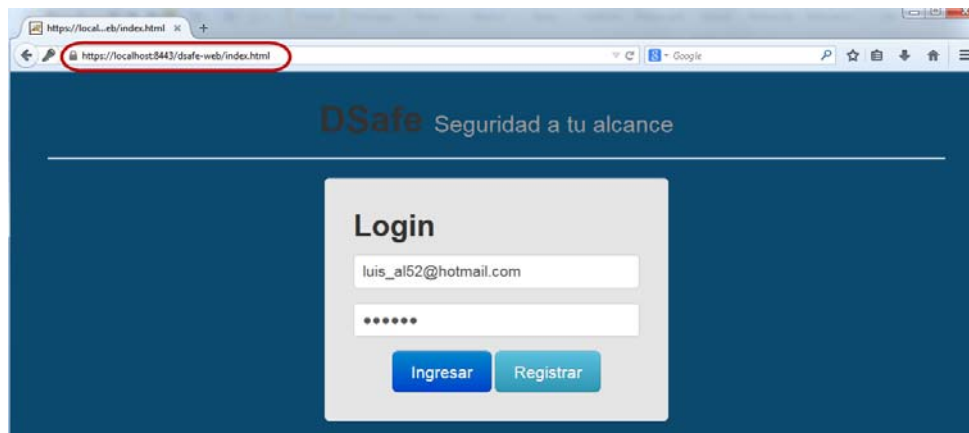 https://local...eb/index.html × +
https://localhost:8443/dsafe-web/index.html
Google
DSafe Seguridad a tu alcance
Login
luis_al52@hotmail.com
••••••
Ingresar Registrar